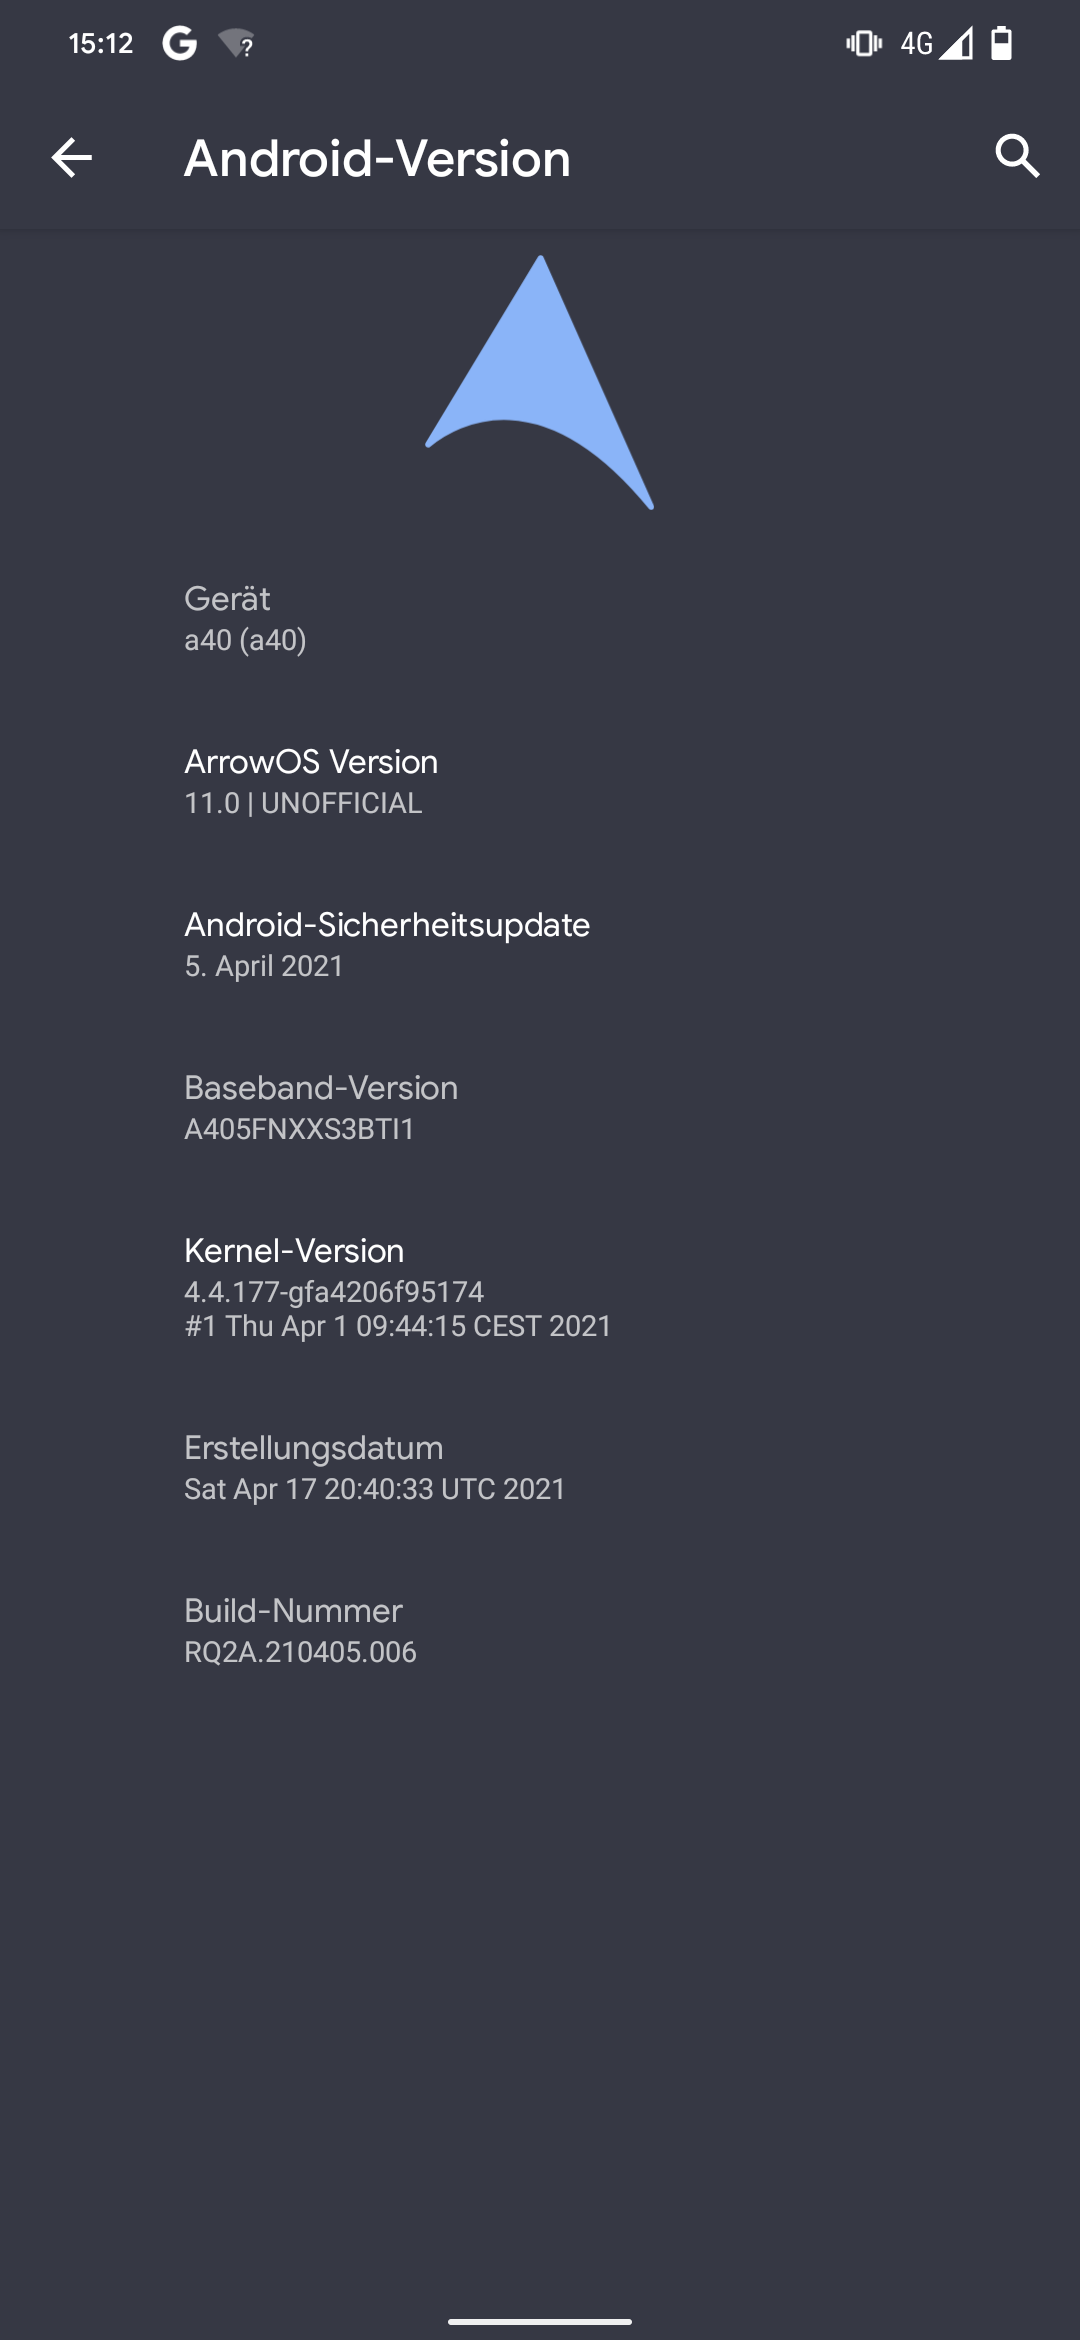 15:12
4G
Android-Version
Gerät
a40 (a40)
ArrowOS Version
11.0 | UNOFFICIAL
Android-Sicherheitsupdate
5. April 2021
Baseband-Version
A405FNXXS3BTI1
Kernel-Version
4.4.177-gfa4206f95174
#1 Thu Apr 1 09:44:15 CEST 2021
Erstellungsdatum
Sat Apr 17 20:40:33 UTC 2021
Build-Nummer
RQ2A.210405.006